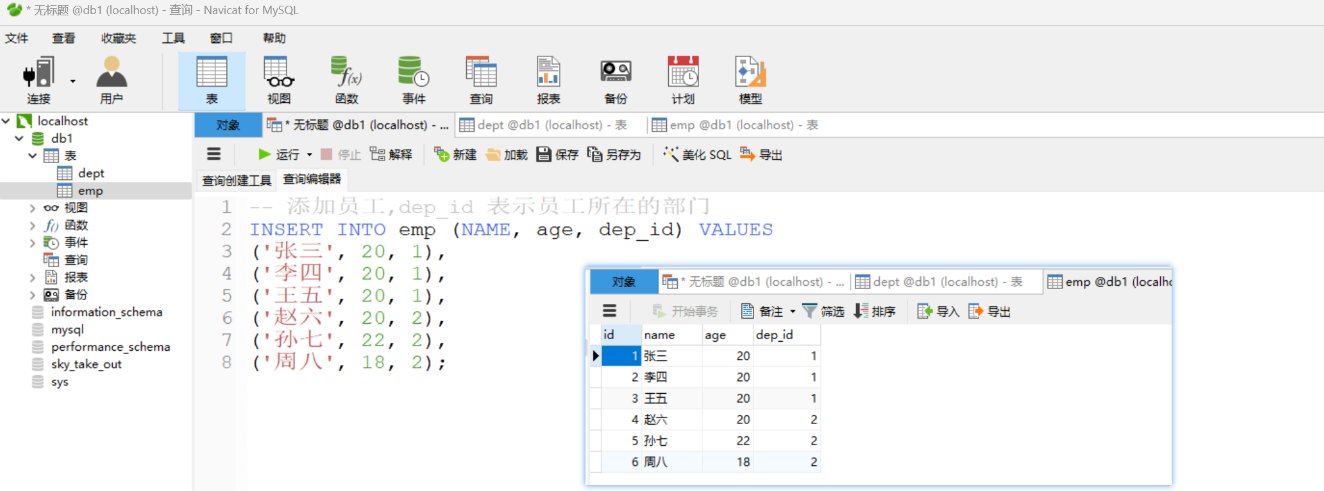 * 无标题 @db1 (localhost) - 查询 - Navicat for MySQL
文件 查看 收藏夹 工具 窗口 帮助
连接 用户 表 视图 函数 事件 查询 报表 备份 计划 模型
localhost
db1
表
dept
emp
视图
函数
事件
查询
报表
备份
information_schema
mysql
performance_schema
sky_take_out
sys
对象 * 无标题 @db1 (localhost) - ... dept @db1 (localhost) - 表 emp @db1 (localhost) - 表
运行 停止 解释 新建 加载 保存 另存为 美化 SQL 导出
查询创建工具 查询编辑器
1 -- 添加员工,dep_id 表示员工所在的部门
2 INSERT INTO emp (NAME, age, dep_id) VALUES
3 ('张三', 20, 1),
4 ('李四', 20, 1),
5 ('王五', 20, 1),
6 ('赵六', 20, 2),
7 ('孙七', 22, 2),
8 ('周八', 18, 2);
对象 * 无标题 @db1 (localhost) - ... dept @db1 (localhost) - 表 emp @db1 (localho
开始事务 备注 筛选 排序 导入 导出
id name age dep_id
1 张三 20 1
2 李四 20 1
3 王五 20 1
4 赵六 20 2
5 孙七 22 2
6 周八 18 2